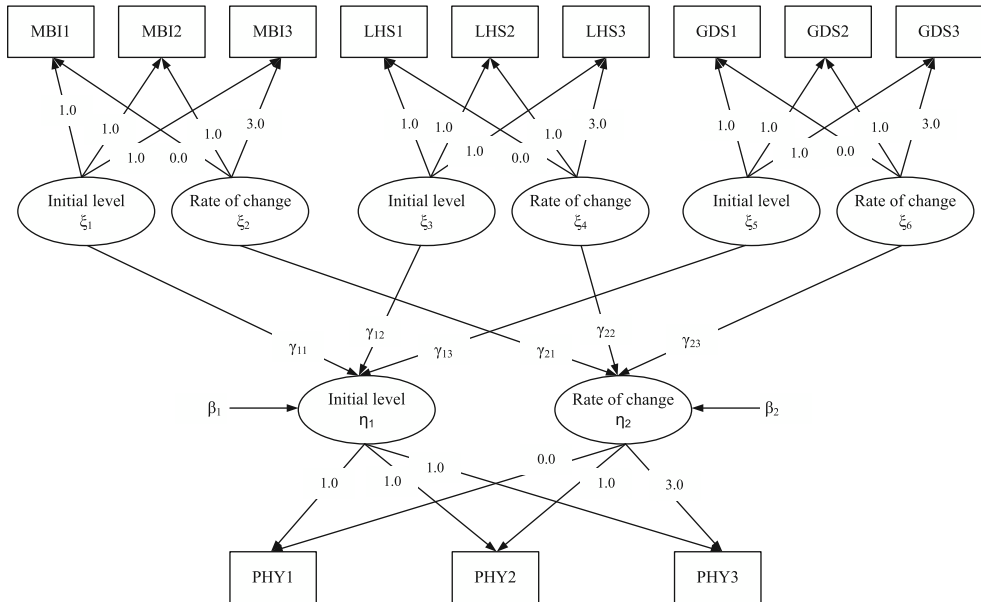 MBI1 MBI2 MBI3 LHS1 LHS2 LHS3 GDS1 GDS2 GDS3
1.0 1.0 1.0 0.0 1.0 3.0 1.0 1.0 1.0 0.0 1.0 3.0 1.0 1.0 1.0 0.0 1.0 3.0
Initial level Rate of change Initial level Rate of change Initial level Rate of change
ξ1 ξ2 ξ3 ξ4 ξ5 ξ6
γ11 γ12 γ13 γ21 γ22 γ23
Initial level Rate of change
β1 η1 η2 β2
1.0 1.0 1.0 0.0 1.0 3.0
PHY1 PHY2 PHY3